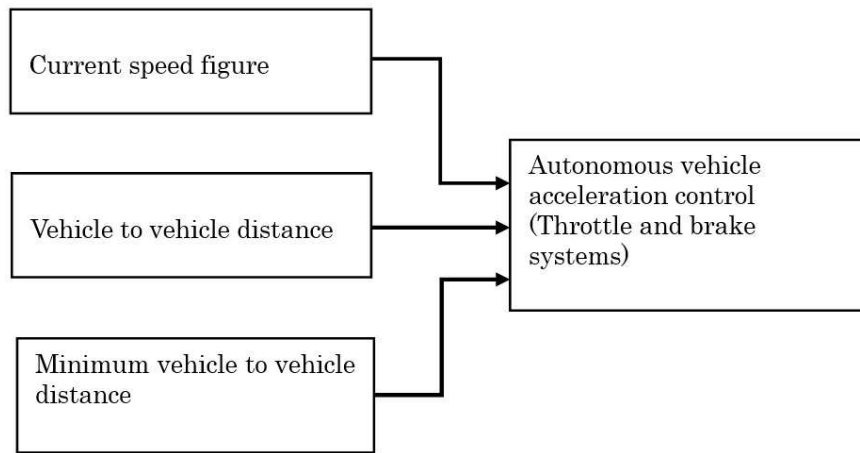 Current speed figure
Vehicle to vehicle distance
Minimum vehicle to vehicle
distance
Autonomous vehicle
acceleration control
(Throttle and brake
systems)